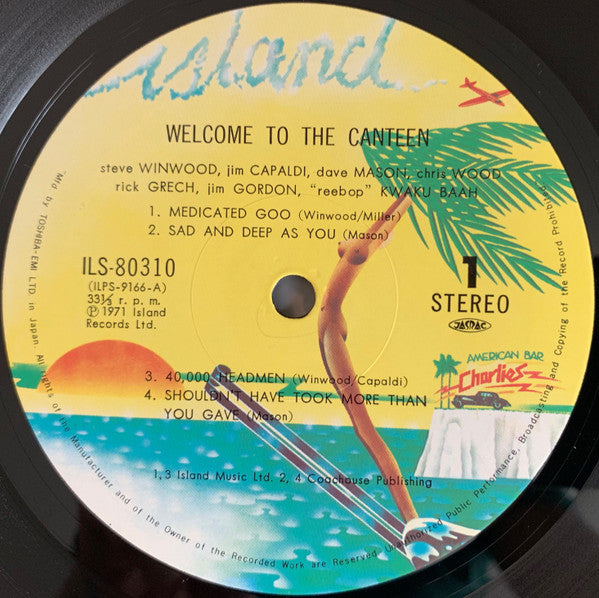 island
WELCOME TO THE CANTEEN
steve WINWOOD, jim CAPALDI, dave MASON, chris WOOD
rick GRECH, jim GORDON, "reebop" KWAKU BAAH
1. MEDICATED GOO (Winwood/Miller)
2. SAD AND DEEP AS YOU (Mason)
ILS-80310
(ILPS-9166-A)
33⅓ r. p. m.
Ⓟ 1971 Island
Records Ltd.
1
STEREO
JASRAC
3. 40,000 HEADMEN (Winwood/Capaldi)
4. SHOULDN'T HAVE TOOK MORE THAN
YOU GAVE (Mason)
AMERICAN BAR
Charlies
1, 3 Island Music Ltd. 2, 4 Coachouse Publishing
Mfd by TOSHIBA-EMI LTD. in Japan. All rights of the Manufacturer and of the Owner of the Recorded Work are Reserved. Unauthorized Public Performance, Broadcasting and Copying of the Record Prohibited